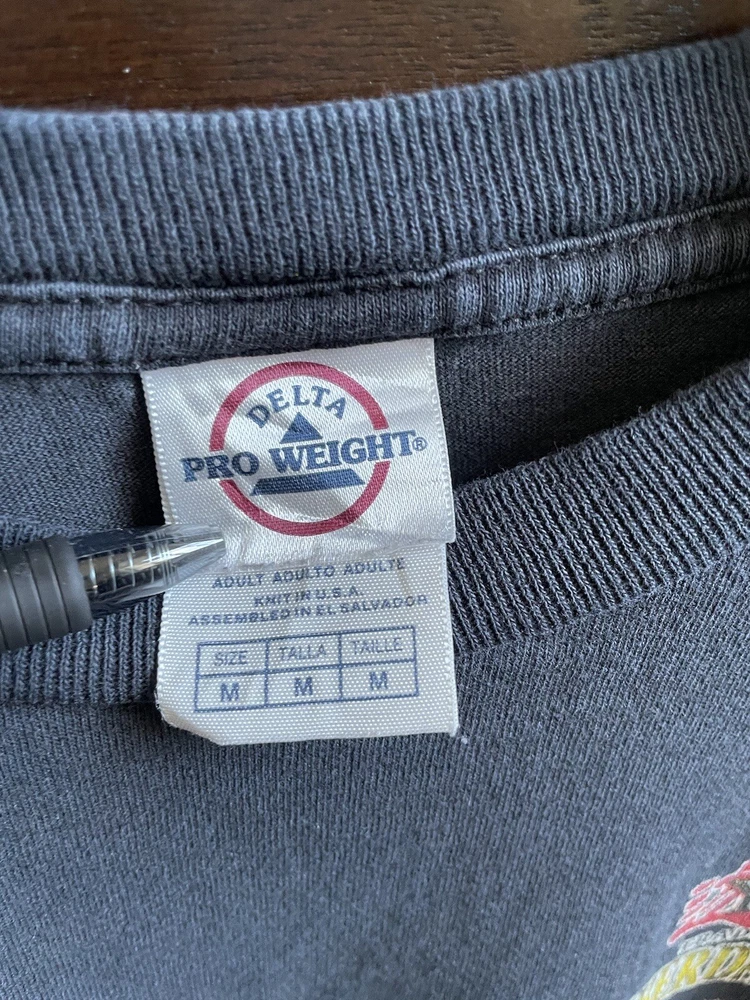 DELTA
PRO WEIGHT®
ADULT ADULTO ADULTE
KNIT IN U.S.A.
ASSEMBLED IN EL SALVADOR
SIZE TALLA TAILLE
M M M